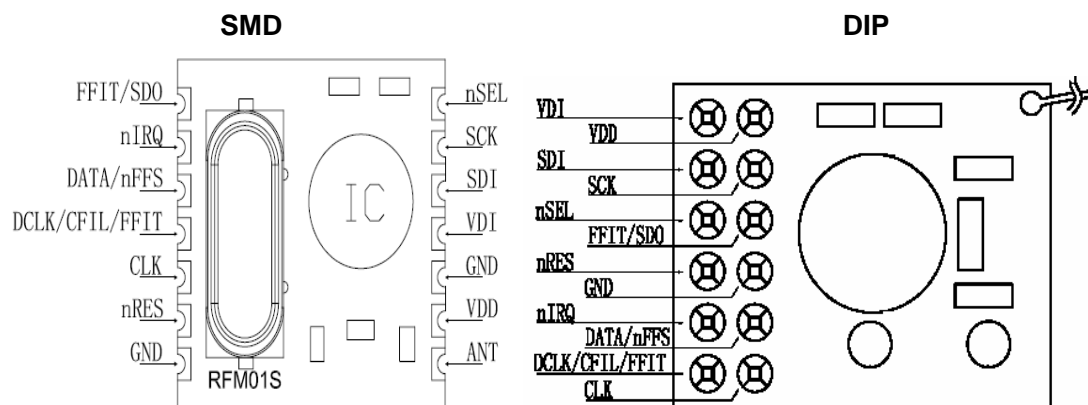 SMD
DIP
FFIT/SDO
nIRQ
DATA/nFFS
DCLK/CFIL/FFIT
CLK
nRES
GND
RFM01S
IC
nSEL
SCK
SDI
VDI
GND
VDD
ANT
VDI
VDD
SDI
SCK
nSEL
FFIT/SDO
nRES
GND
nIRQ
DATA/nFFS
DCLK/CFIL/FFIT
CLK